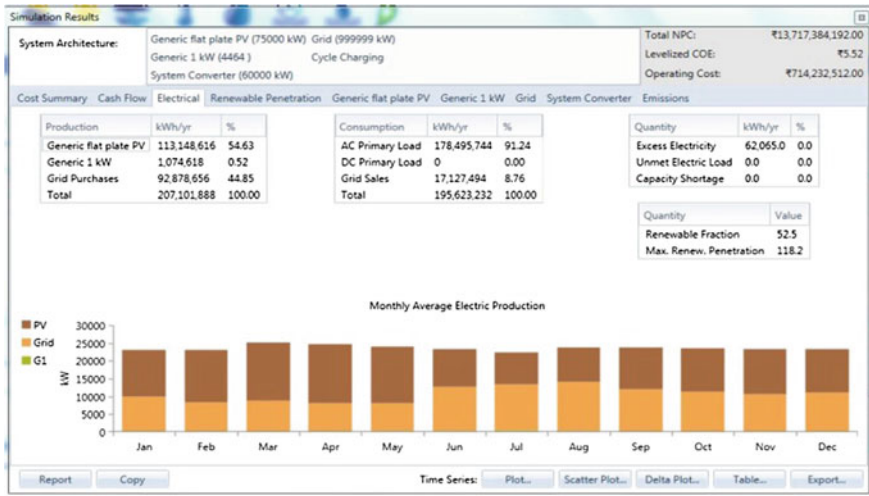 Simulation Results
System Architecture:
Generic flat plate PV (75000 kW) Grid (999999 kW)
Generic 1 kW (4464 ) Cycle Charging
System Converter (60000 kW)
Total NPC: ₹13,717,384,192.00
Levelized COE: ₹5.52
Operating Cost: ₹714,232,512.00
Cost Summary Cash Flow Electrical Renewable Penetration Generic flat plate PV Generic 1 kW Grid System Converter Emissions
Production kWh/yr %
Generic flat plate PV 113,148,616 54.63
Generic 1 kW 1,074,618 0.52
Grid Purchases 92,878,656 44.85
Total 207,101,888 100.00
Consumption kWh/yr %
AC Primary Load 178,495,744 91.24
DC Primary Load 0 0.00
Grid Sales 17,127,494 8.76
Total 195,623,232 100.00
Quantity kWh/yr %
Excess Electricity 62,065.0 0.0
Unmet Electric Load 0.0 0.0
Capacity Shortage 0.0 0.0
Quantity Value
Renewable Fraction 52.5
Max. Renew. Penetration 118.2
Monthly Average Electric Production
PV
Grid
G1
kW
30000
25000
20000
15000
10000
5000
0
Jan Feb Mar Apr May Jun Jul Aug Sep Oct Nov Dec
Report Copy Time Series: Plot... Scatter Plot... Delta Plot... Table... Export...